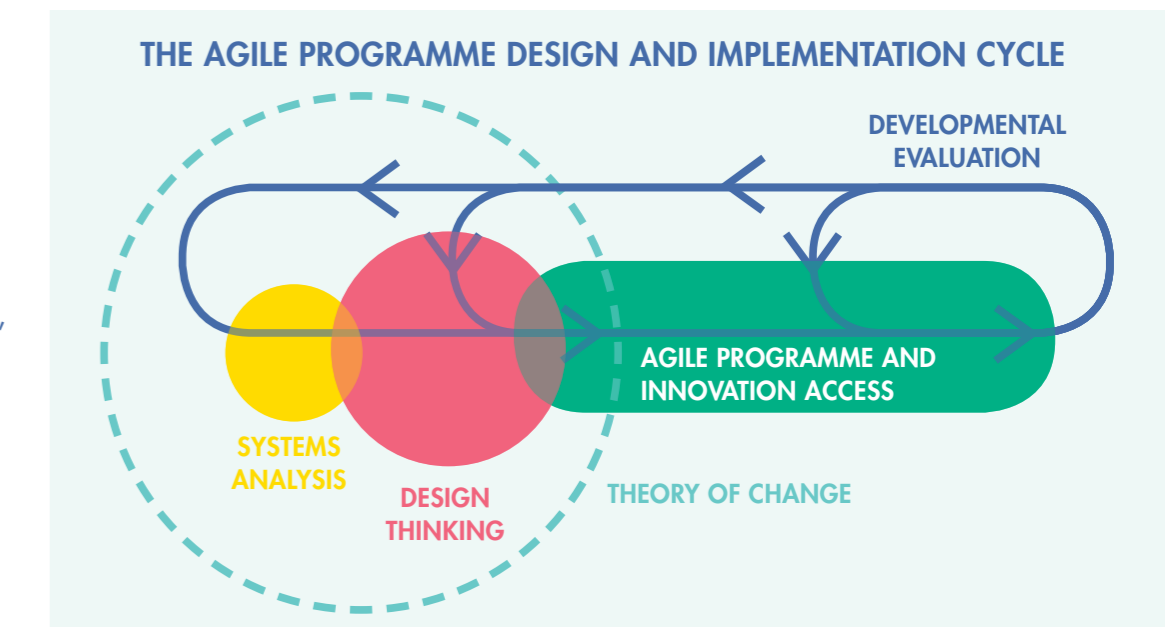 THE AGILE PROGRAMME DESIGN AND IMPLEMENTATION CYCLE
DEVELOPMENTAL
EVALUATION
AGILE PROGRAMME AND
INNOVATION ACCESS
SYSTEMS
ANALYSIS
DESIGN
THINKING
THEORY OF CHANGE